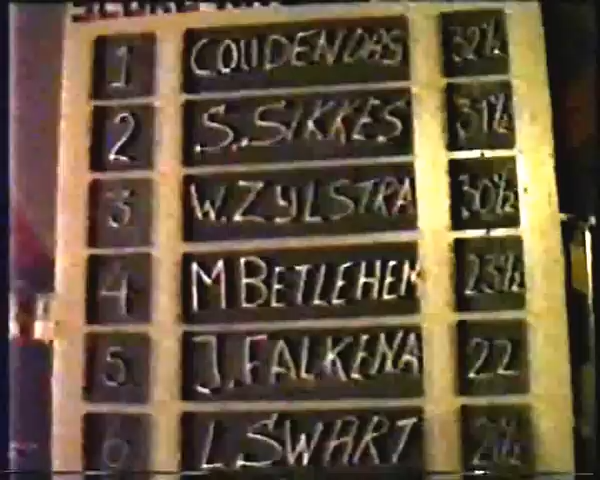 1 COUDENDAS 32½
2 S. SIKKES 31½
3 W. ZYLSTRA 30½
4 M BETLEHEM 23½
5 J. FALKENA 22
6 L SWART